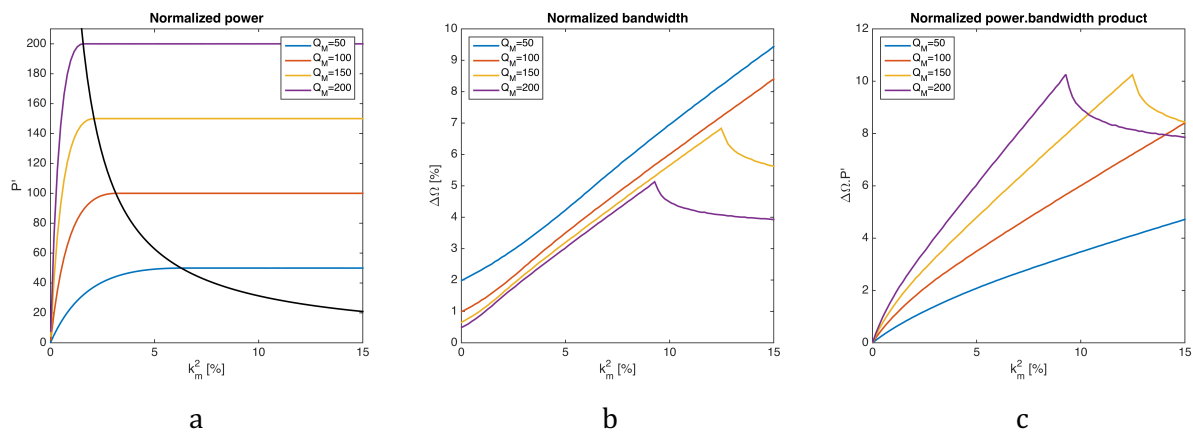 Normalized power
200
180
160
140
120
100
80
60
40
20
0
P'
Q_M=50
Q_M=100
Q_M=150
Q_M=200
0 5 10 15
k_m^2 [%]
a
Normalized bandwidth
10
9
8
7
6
5
4
3
2
1
0
ΔΩ [%]
Q_M=50
Q_M=100
Q_M=150
Q_M=200
0 5 10 15
k_m^2 [%]
b
Normalized power.bandwidth product
12
10
8
6
4
2
0
ΔΩ.P'
Q_M=50
Q_M=100
Q_M=150
Q_M=200
0 5 10 15
k_m^2 [%]
c